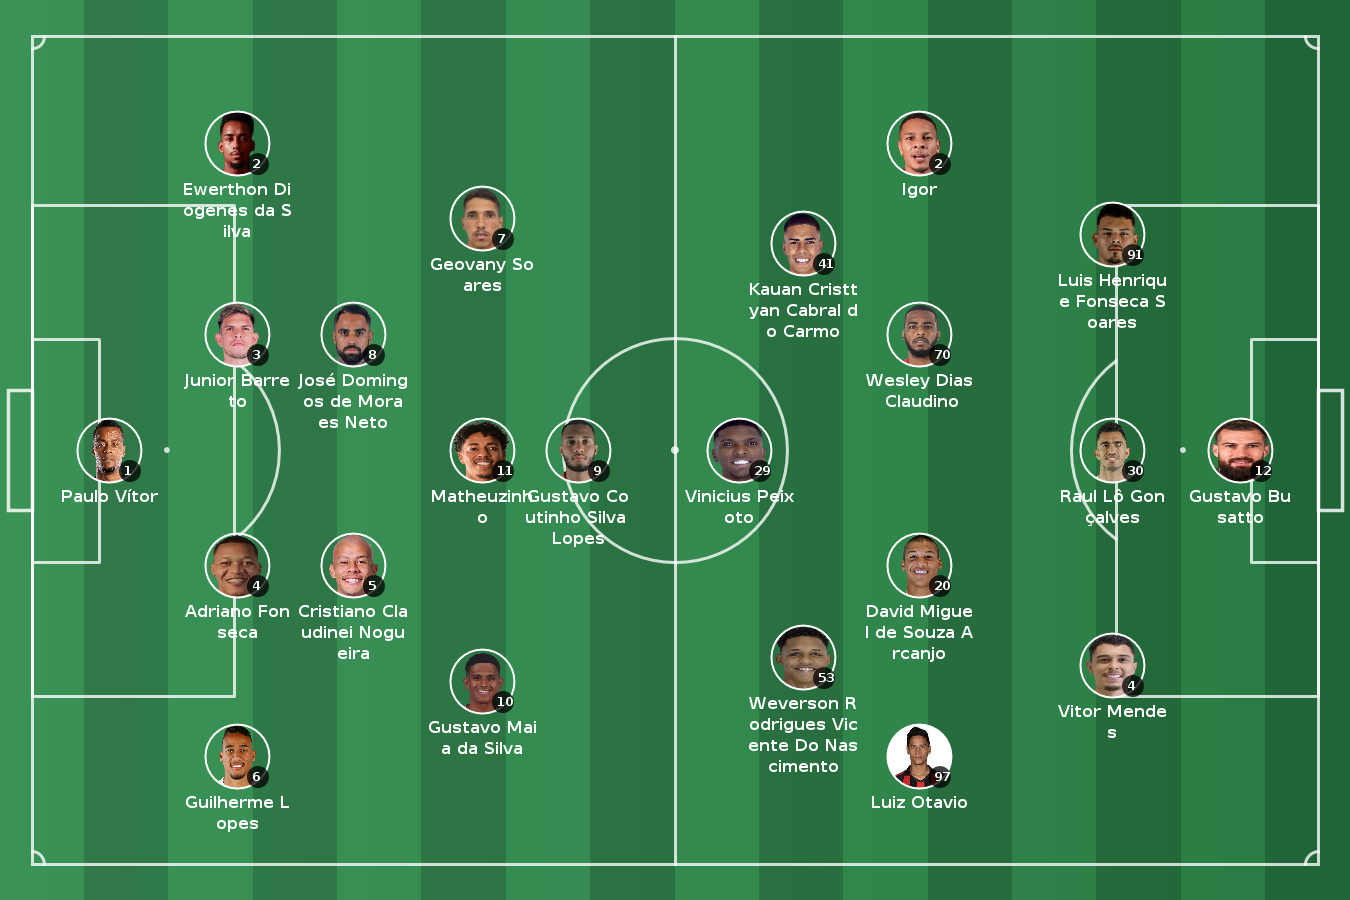 2
Ewerthon Di
ogenes da S
ilva
3
Junior Barre
to
8
José Doming
os de Mora
es Neto
1
Paulo Vítor
4
Adriano Fon
seca
5
Cristiano Cla
udinei Nogu
eira
6
Guilherme L
opes
7
Geovany So
ares
11
Matheuzinh
o
9
Gustavo Co
utinho Silva
Lopes
10
Gustavo Mai
a da Silva
2
Igor
41
Kauan Cristt
yan Cabral d
o Carmo
70
Wesley Dias
Claudino
29
Vinicius Peix
oto
20
David Migue
l de Souza A
rcanjo
53
Weverson R
odrigues Vic
ente Do Nas
cimento
97
Luiz Otavio
91
Luis Henriqu
e Fonseca S
oares
30
Raul Lô Gon
çalves
12
Gustavo Bu
satto
4
Vitor Mende
s